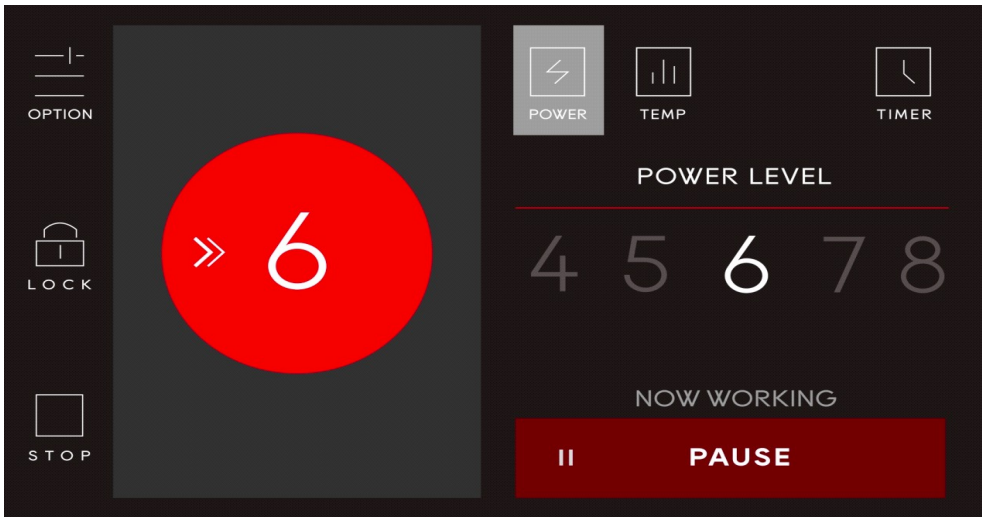 OPTION
LOCK
STOP
6
POWER TEMP TIMER
POWER LEVEL
4 5 6 7 8
NOW WORKING
PAUSE